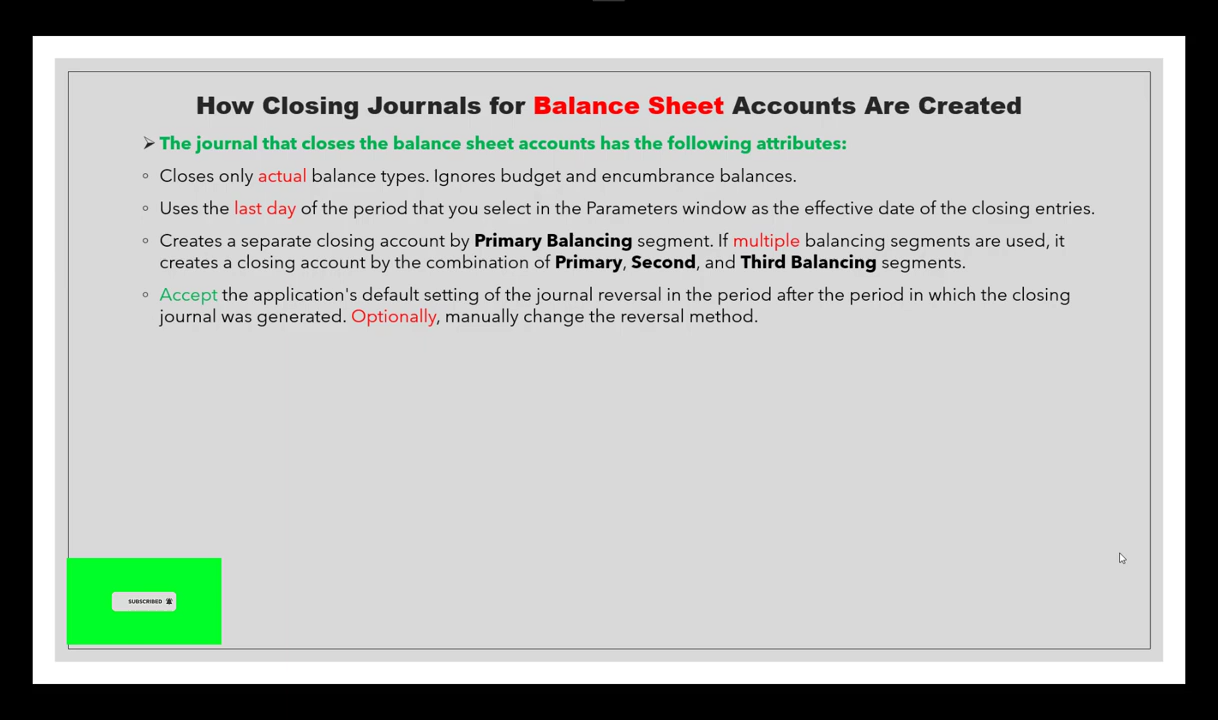 How Closing Journals for Balance Sheet Accounts Are Created
➢ The journal that closes the balance sheet accounts has the following attributes:
◦ Closes only actual balance types. Ignores budget and encumbrance balances.
◦ Uses the last day of the period that you select in the Parameters window as the effective date of the closing entries.
◦ Creates a separate closing account by Primary Balancing segment. If multiple balancing segments are used, it
creates a closing account by the combination of Primary, Second, and Third Balancing segments.
◦ Accept the application's default setting of the journal reversal in the period after the period in which the closing
journal was generated. Optionally, manually change the reversal method.
SUBSCRIBED